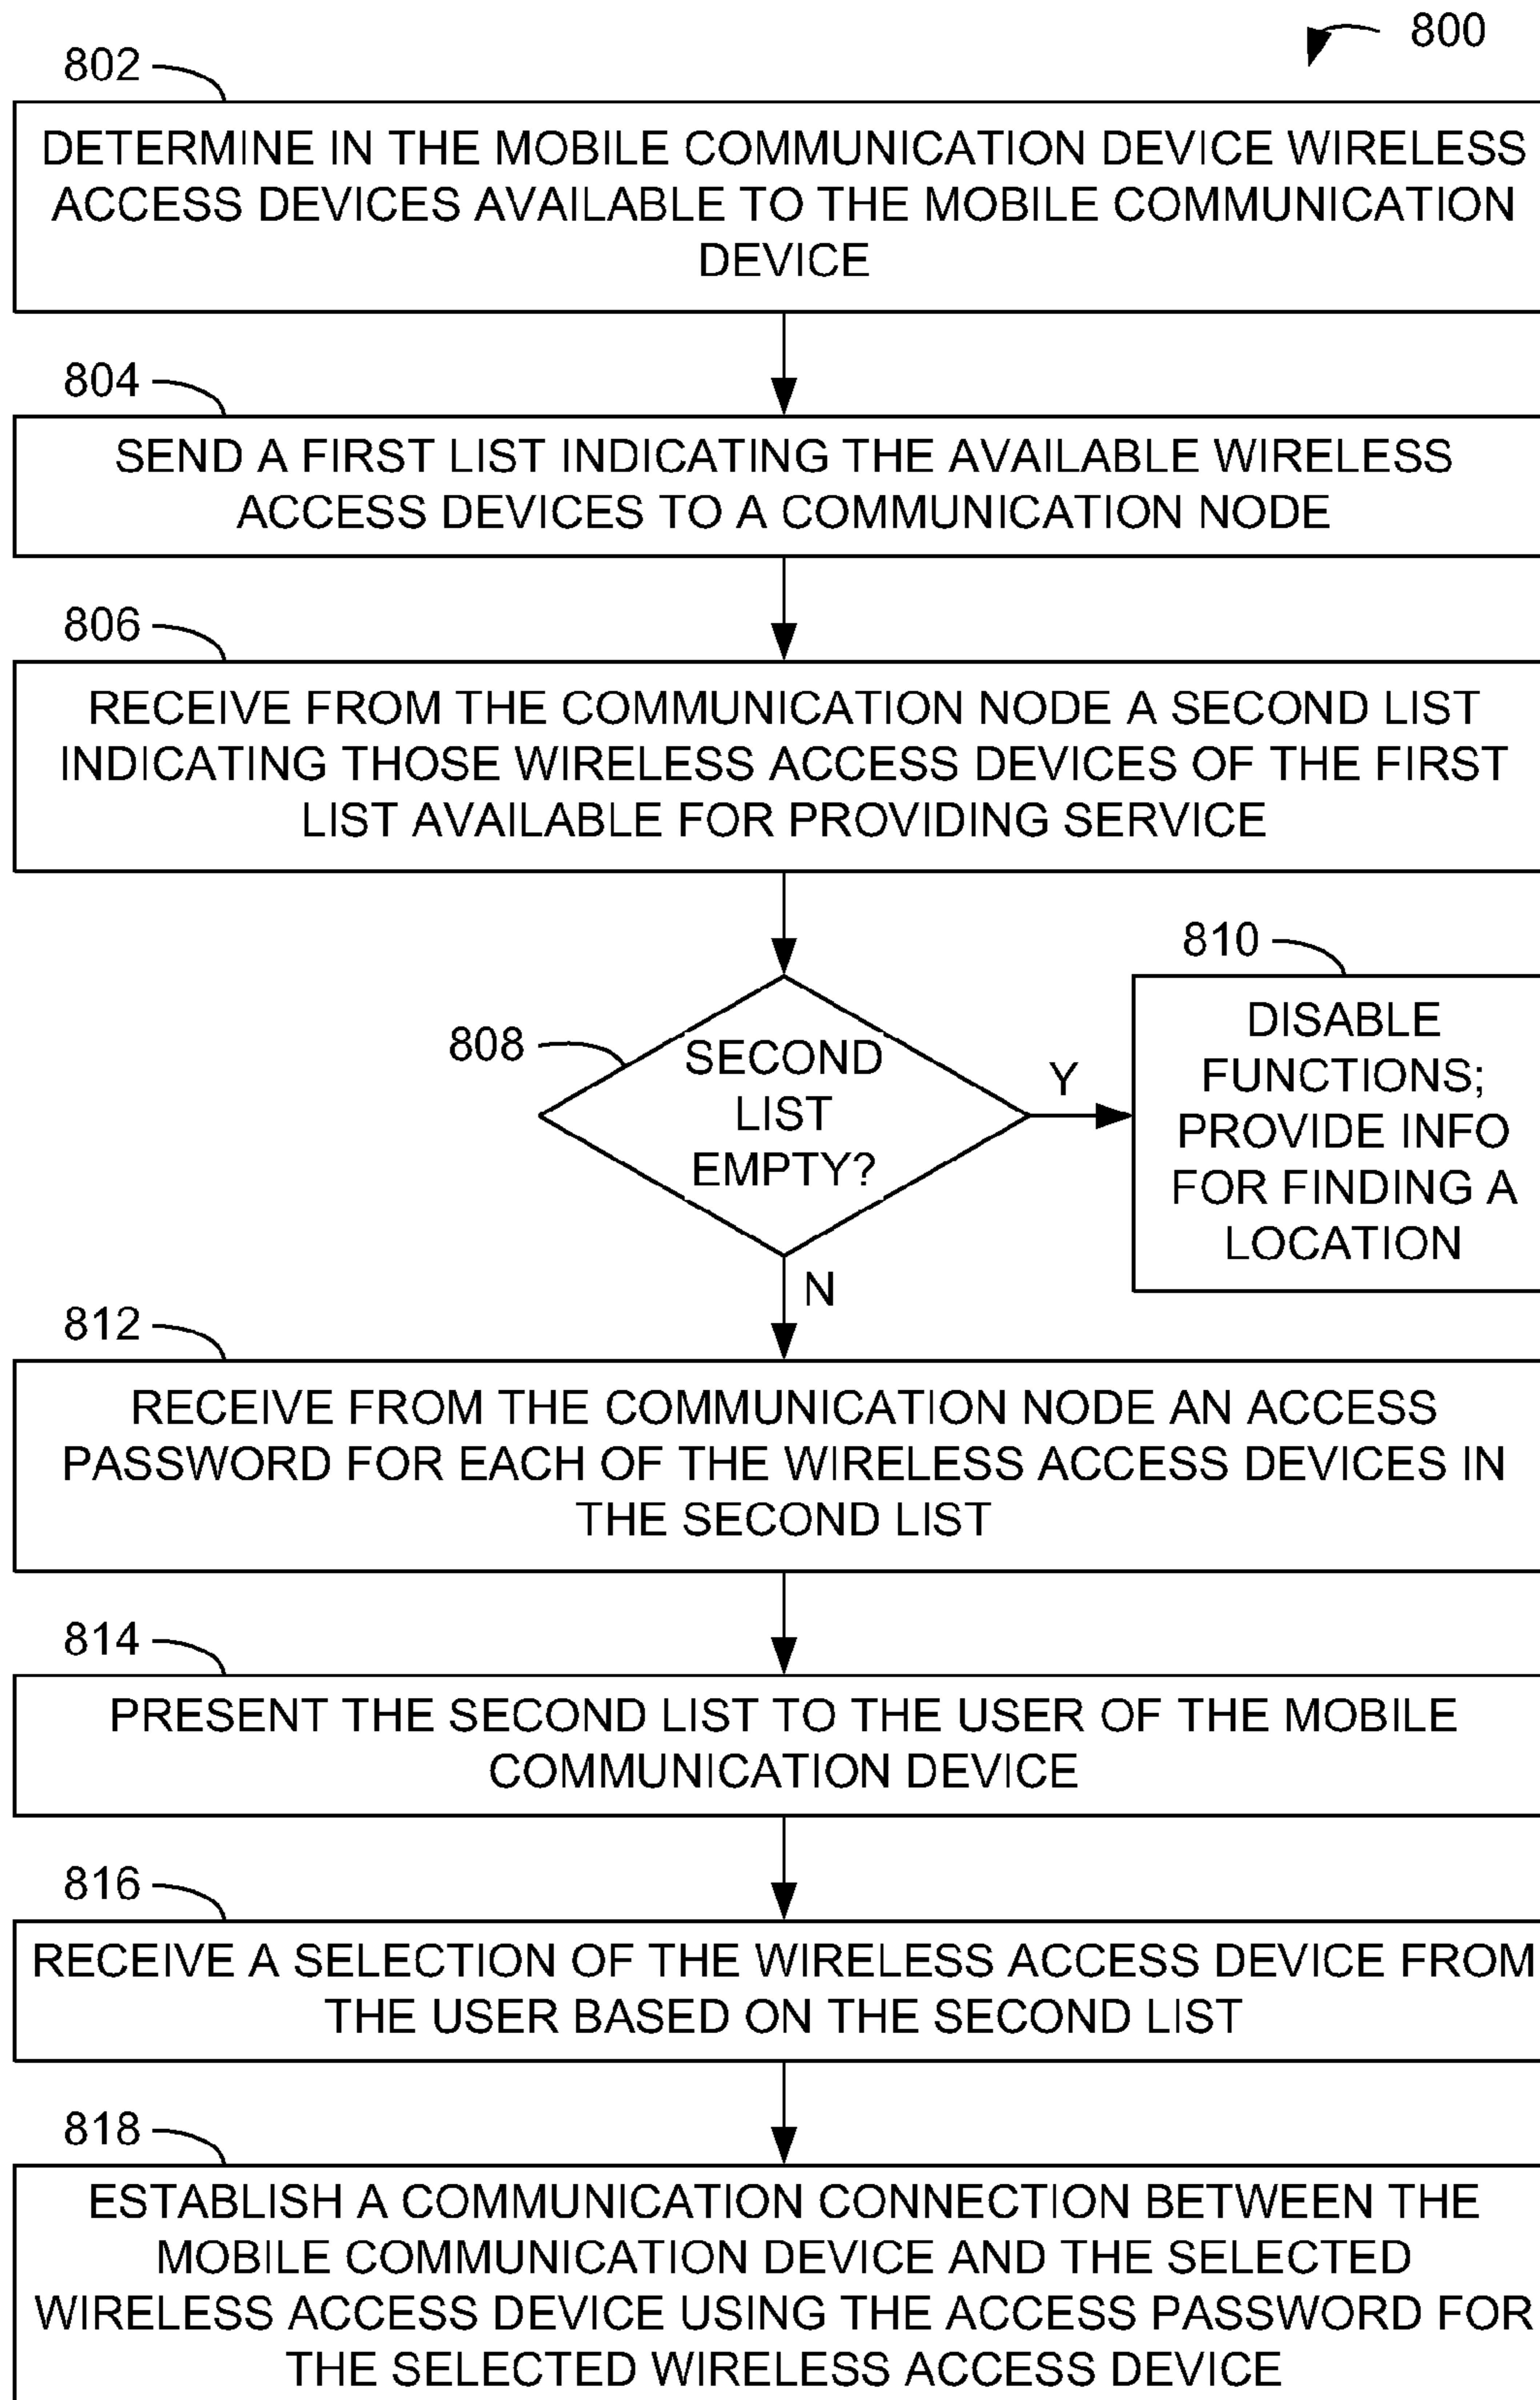 800
802
DETERMINE IN THE MOBILE COMMUNICATION DEVICE WIRELESS
ACCESS DEVICES AVAILABLE TO THE MOBILE COMMUNICATION
DEVICE
804
SEND A FIRST LIST INDICATING THE AVAILABLE WIRELESS
ACCESS DEVICES TO A COMMUNICATION NODE
806
RECEIVE FROM THE COMMUNICATION NODE A SECOND LIST
INDICATING THOSE WIRELESS ACCESS DEVICES OF THE FIRST
LIST AVAILABLE FOR PROVIDING SERVICE
808
SECOND
LIST
EMPTY?
Y
810
DISABLE
FUNCTIONS;
PROVIDE INFO
FOR FINDING A
LOCATION
N
812
RECEIVE FROM THE COMMUNICATION NODE AN ACCESS
PASSWORD FOR EACH OF THE WIRELESS ACCESS DEVICES IN
THE SECOND LIST
814
PRESENT THE SECOND LIST TO THE USER OF THE MOBILE
COMMUNICATION DEVICE
816
RECEIVE A SELECTION OF THE WIRELESS ACCESS DEVICE FROM
THE USER BASED ON THE SECOND LIST
818
ESTABLISH A COMMUNICATION CONNECTION BETWEEN THE
MOBILE COMMUNICATION DEVICE AND THE SELECTED
WIRELESS ACCESS DEVICE USING THE ACCESS PASSWORD FOR
THE SELECTED WIRELESS ACCESS DEVICE